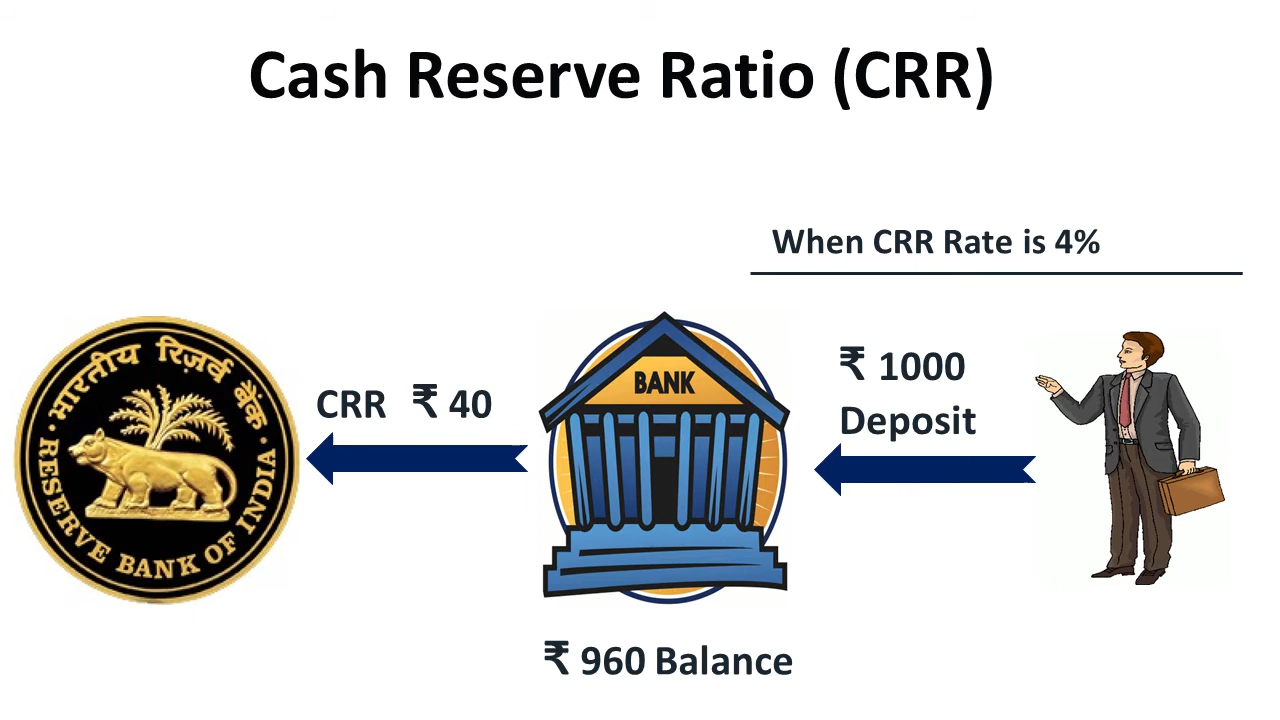 Cash Reserve Ratio (CRR)
When CRR Rate is 4%
भारतीय रिज़र्व बैंक
RESERVE BANK OF INDIA
CRR ₹ 40
BANK
₹ 1000
Deposit
₹ 960 Balance